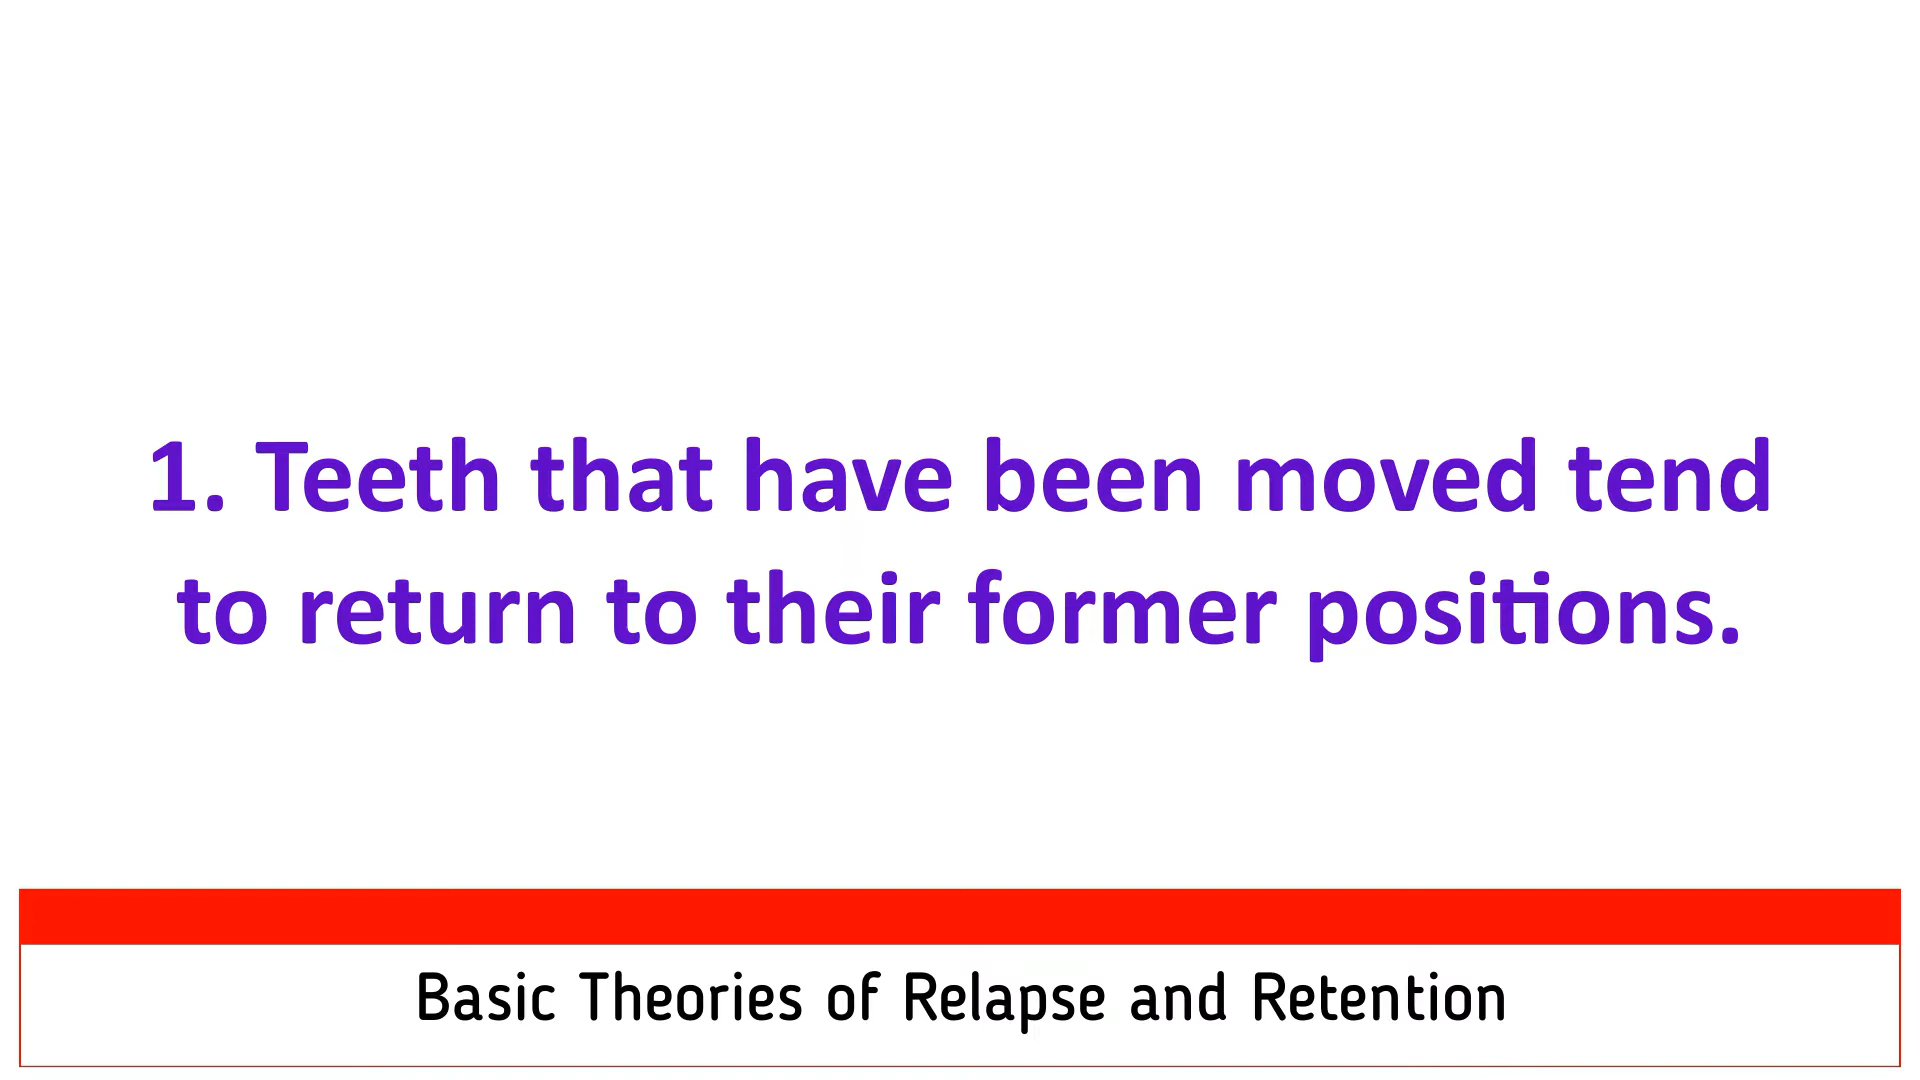 1. Teeth that have been moved tend
to return to their former positions.
Basic Theories of Relapse and Retention